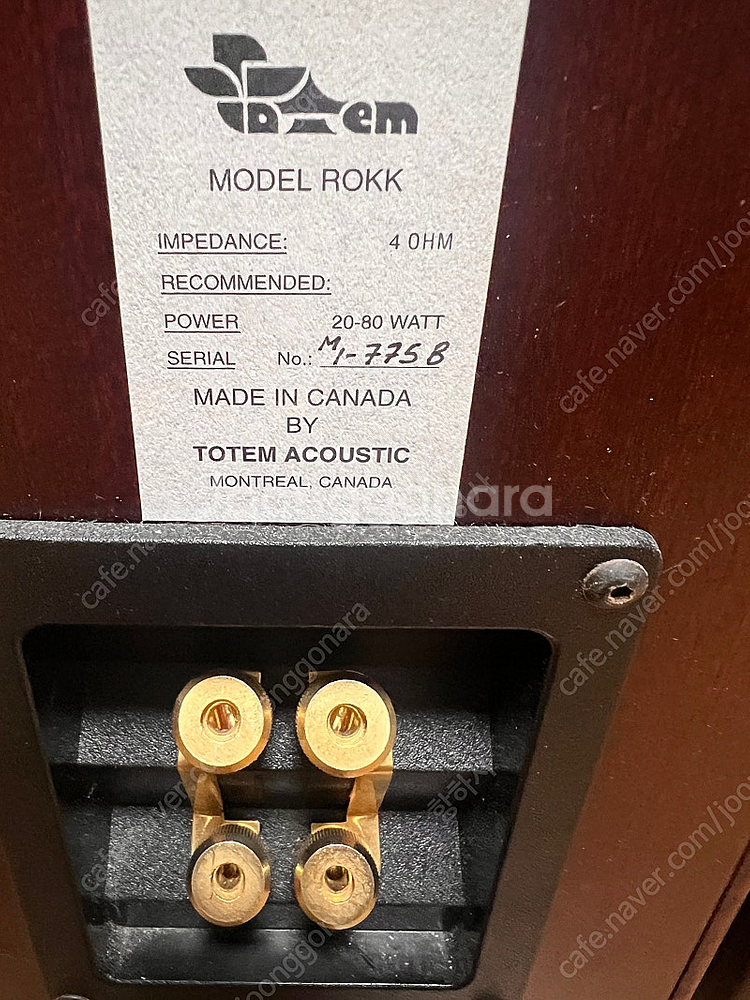 Totem
MODEL ROKK
IMPEDANCE: 4 OHM
RECOMMENDED:
POWER 20-80 WATT
SERIAL No.: M1-775B
MADE IN CANADA
BY
TOTEM ACOUSTIC
MONTREAL, CANADA